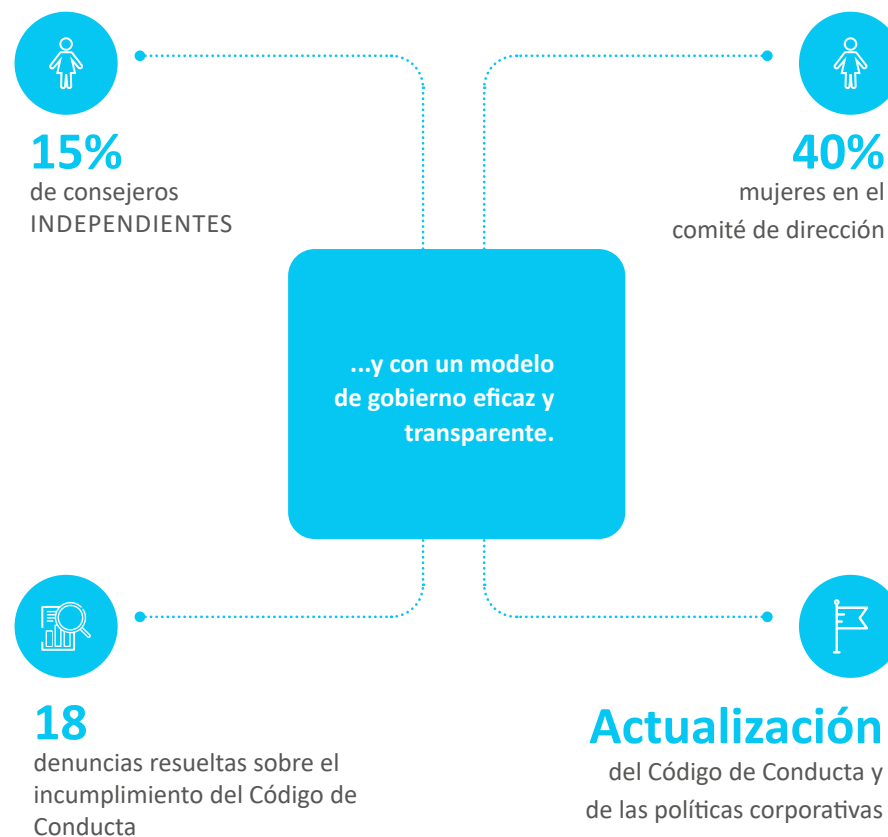 15%
de consejeros
INDEPENDIENTES
40%
mujeres en el
comité de dirección
...y con un modelo
de gobierno eficaz y
transparente.
18
denuncias resueltas sobre el
incumplimiento del Código de
Conducta
Actualización
del Código de Conducta y
de las políticas corporativas